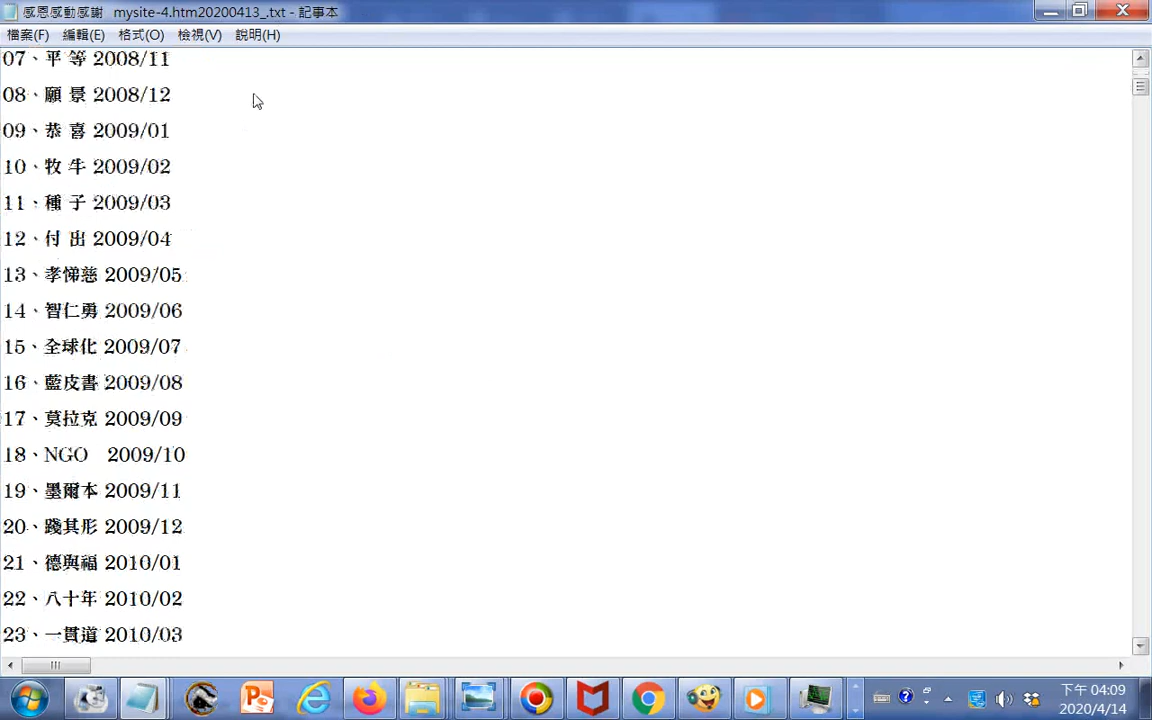 感恩感動感謝 mysite-4.htm20200413_.txt - 記事本
檔案(F) 編輯(E) 格式(O) 檢視(V) 說明(H)
07、平 等 2008/11
08、願 景 2008/12
09、恭 喜 2009/01
10、牧 牛 2009/02
11、種 子 2009/03
12、付 出 2009/04
13、孝悌慈 2009/05
14、智仁勇 2009/06
15、全球化 2009/07
16、藍皮書 2009/08
17、莫拉克 2009/09
18、NGO 2009/10
19、墨爾本 2009/11
20、踐其形 2009/12
21、德與福 2010/01
22、八十年 2010/02
23、一貫道 2010/03
下午 04:09
2020/4/14